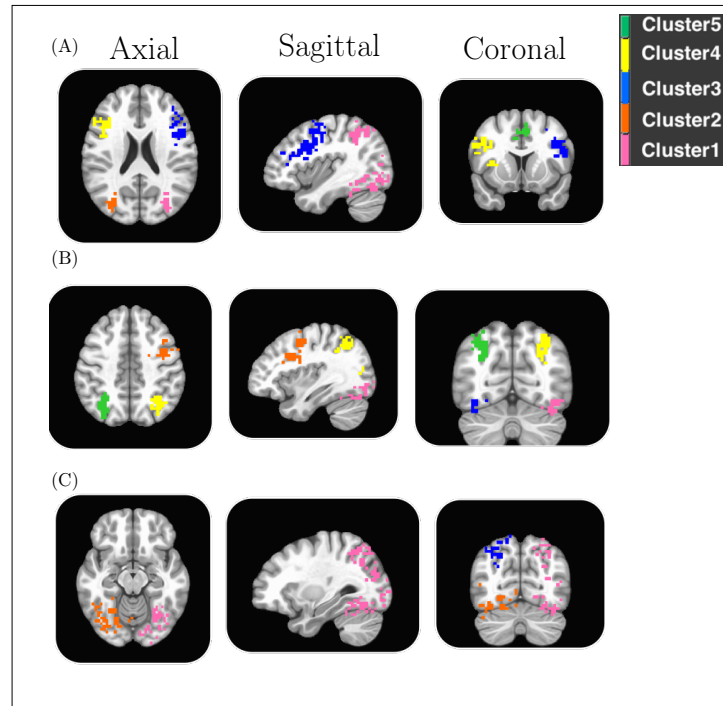 (A) Axial Sagittal Coronal
Cluster5
Cluster4
Cluster3
Cluster2
Cluster1
(B)
(C)